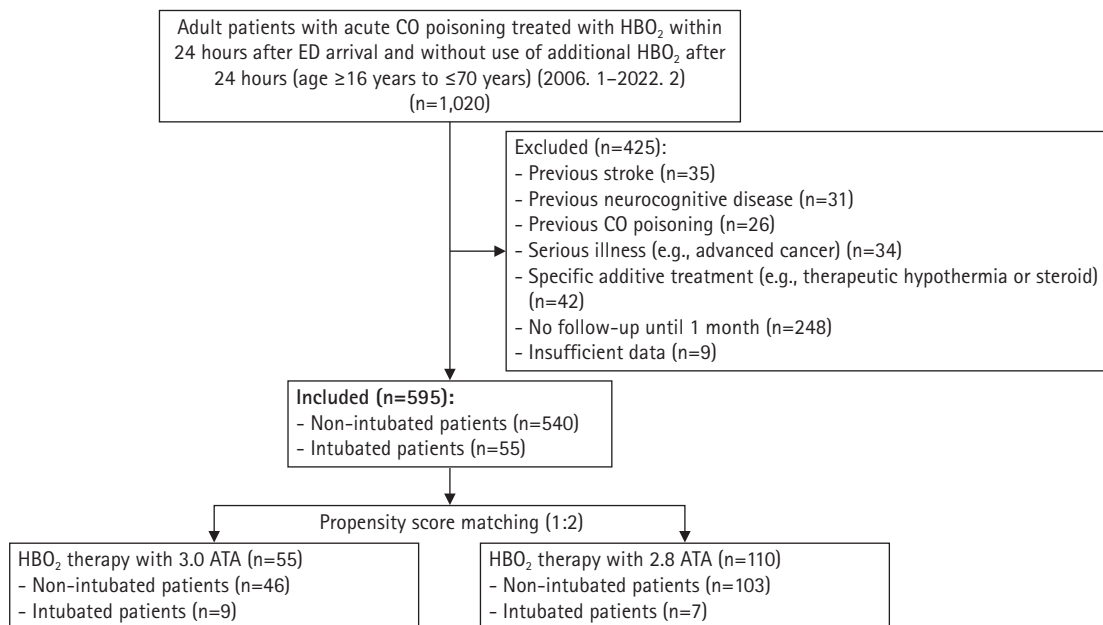 Adult patients with acute CO poisoning treated with HBO₂ within
24 hours after ED arrival and without use of additional HBO₂ after
24 hours (age ≥16 years to ≤70 years) (2006. 1–2022. 2)
(n=1,020)
Excluded (n=425):
- Previous stroke (n=35)
- Previous neurocognitive disease (n=31)
- Previous CO poisoning (n=26)
- Serious illness (e.g., advanced cancer) (n=34)
- Specific additive treatment (e.g., therapeutic hypothermia or steroid)
(n=42)
- No follow-up until 1 month (n=248)
- Insufficient data (n=9)
Included (n=595):
- Non-intubated patients (n=540)
- Intubated patients (n=55)
Propensity score matching (1:2)
HBO₂ therapy with 3.0 ATA (n=55)
- Non-intubated patients (n=46)
- Intubated patients (n=9)
HBO₂ therapy with 2.8 ATA (n=110)
- Non-intubated patients (n=103)
- Intubated patients (n=7)